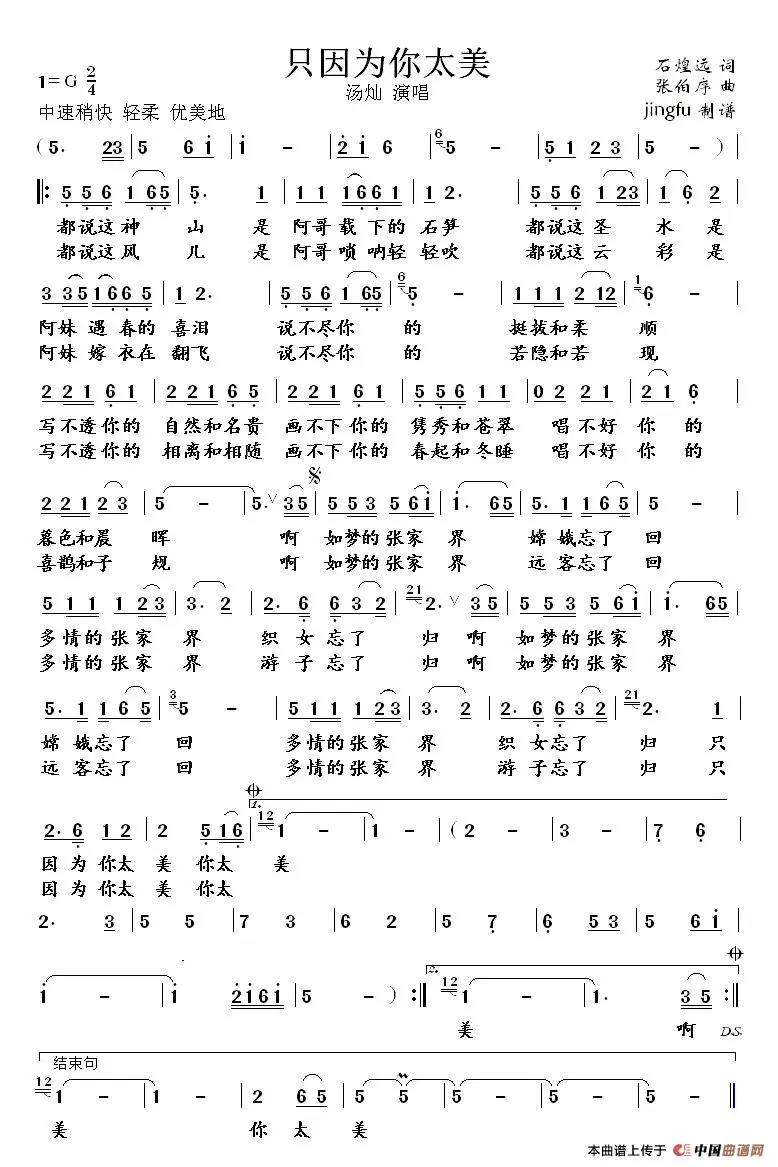 只因为你太美
1=G 2/4
汤灿 演唱
石煌远 词
张伯序 曲
jingfu 制谱
中速稍快 轻柔 优美地
(5. 23 | 5 6 i | i - | 2 i 6 | 6 5 - | 5 1 2 3 | 5 - ) |
|: 5 5 6 1 6 5 | 5. 1 | 1 1 1 6 6 1 | 1 2. | 5 5 6 1 2 3 | 1 6 2 |
都说这神 山 是 阿哥载 下的 石笋 都说这圣 水 是
都说这风 儿 是 阿哥唢 呐轻 轻吹 都说这云 彩 是
3 3 5 1 6 6 5 | 1 2. | 5 5 6 1 6 5 | 6 5 - | 1 1 1 2 1 2 | 1 6 - |
阿妹 遇 春的 喜泪 说不尽你 的 挺拔和柔 顺
阿妹 嫁 衣在 翻飞 说不尽你 的 若隐和若 现
2 2 1 6 1 | 2 2 1 6 5 | 2 2 1 6 1 | 5 5 6 1 1 | 0 2 2 1 | 2 1 6 |
写不透你的 自然和名贵 画不下你的 隽秀和苍翠 唱 不好 你 的
写不透你的 相离和相随 画不下你的 春起和冬睡 唱 不好 你 的
2 2 1 2 3 | 5 - | 5. ∨ 3 5 | 5 5 3 5 6 i | i. 6 5 | 5. 1 1 6 5 | 5 - |
暮色和晨 晖 啊 如梦的张家 界 嫦 娥忘了 回
喜鹊和子 规 啊 如梦的张家 界 远 客忘了 回
5 1 1 1 2 3 | 3. 2 | 2. 6 6 3 2 | 21 2. ∨ 3 5 | 5 5 3 5 6 i | i. 6 5 |
多情的 张家 界 织 女 忘了 归 啊 如梦的张家 界
多情的 张家 界 游 子 忘了 归 啊 如梦的张家 界
5. 1 1 6 5 | 3 5 - | 5 1 1 1 2 3 | 3. 2 | 2. 6 6 3 2 | 21 2. 1 |
嫦 娥忘了 回 多情的张家 界 织 女忘了 归 只
远 客忘了 回 多情的张家 界 游 子忘了 归 只
1.
2. 6 1 2 | 2 5 1 6 | 12 1 - | 1 - | (2 - | 3 - | 7 6 |
因 为 你太 美 你太 美
因 为 你太 美 你太
2. 3 | 5 5 | 7 3 | 6 5 | 5 7 | 5 - | 5 6 i |
2.
i - | i 2 i 6 i | 5 - ) :| 12 1 - | 1. 3 5 :|
美 啊 D.S.
结束句
12 1 - | 1 - | 2 6 5 | 5 5 - | 5 - | 5 - ‖
美 你 太 美
本曲谱上传于 中国曲谱网